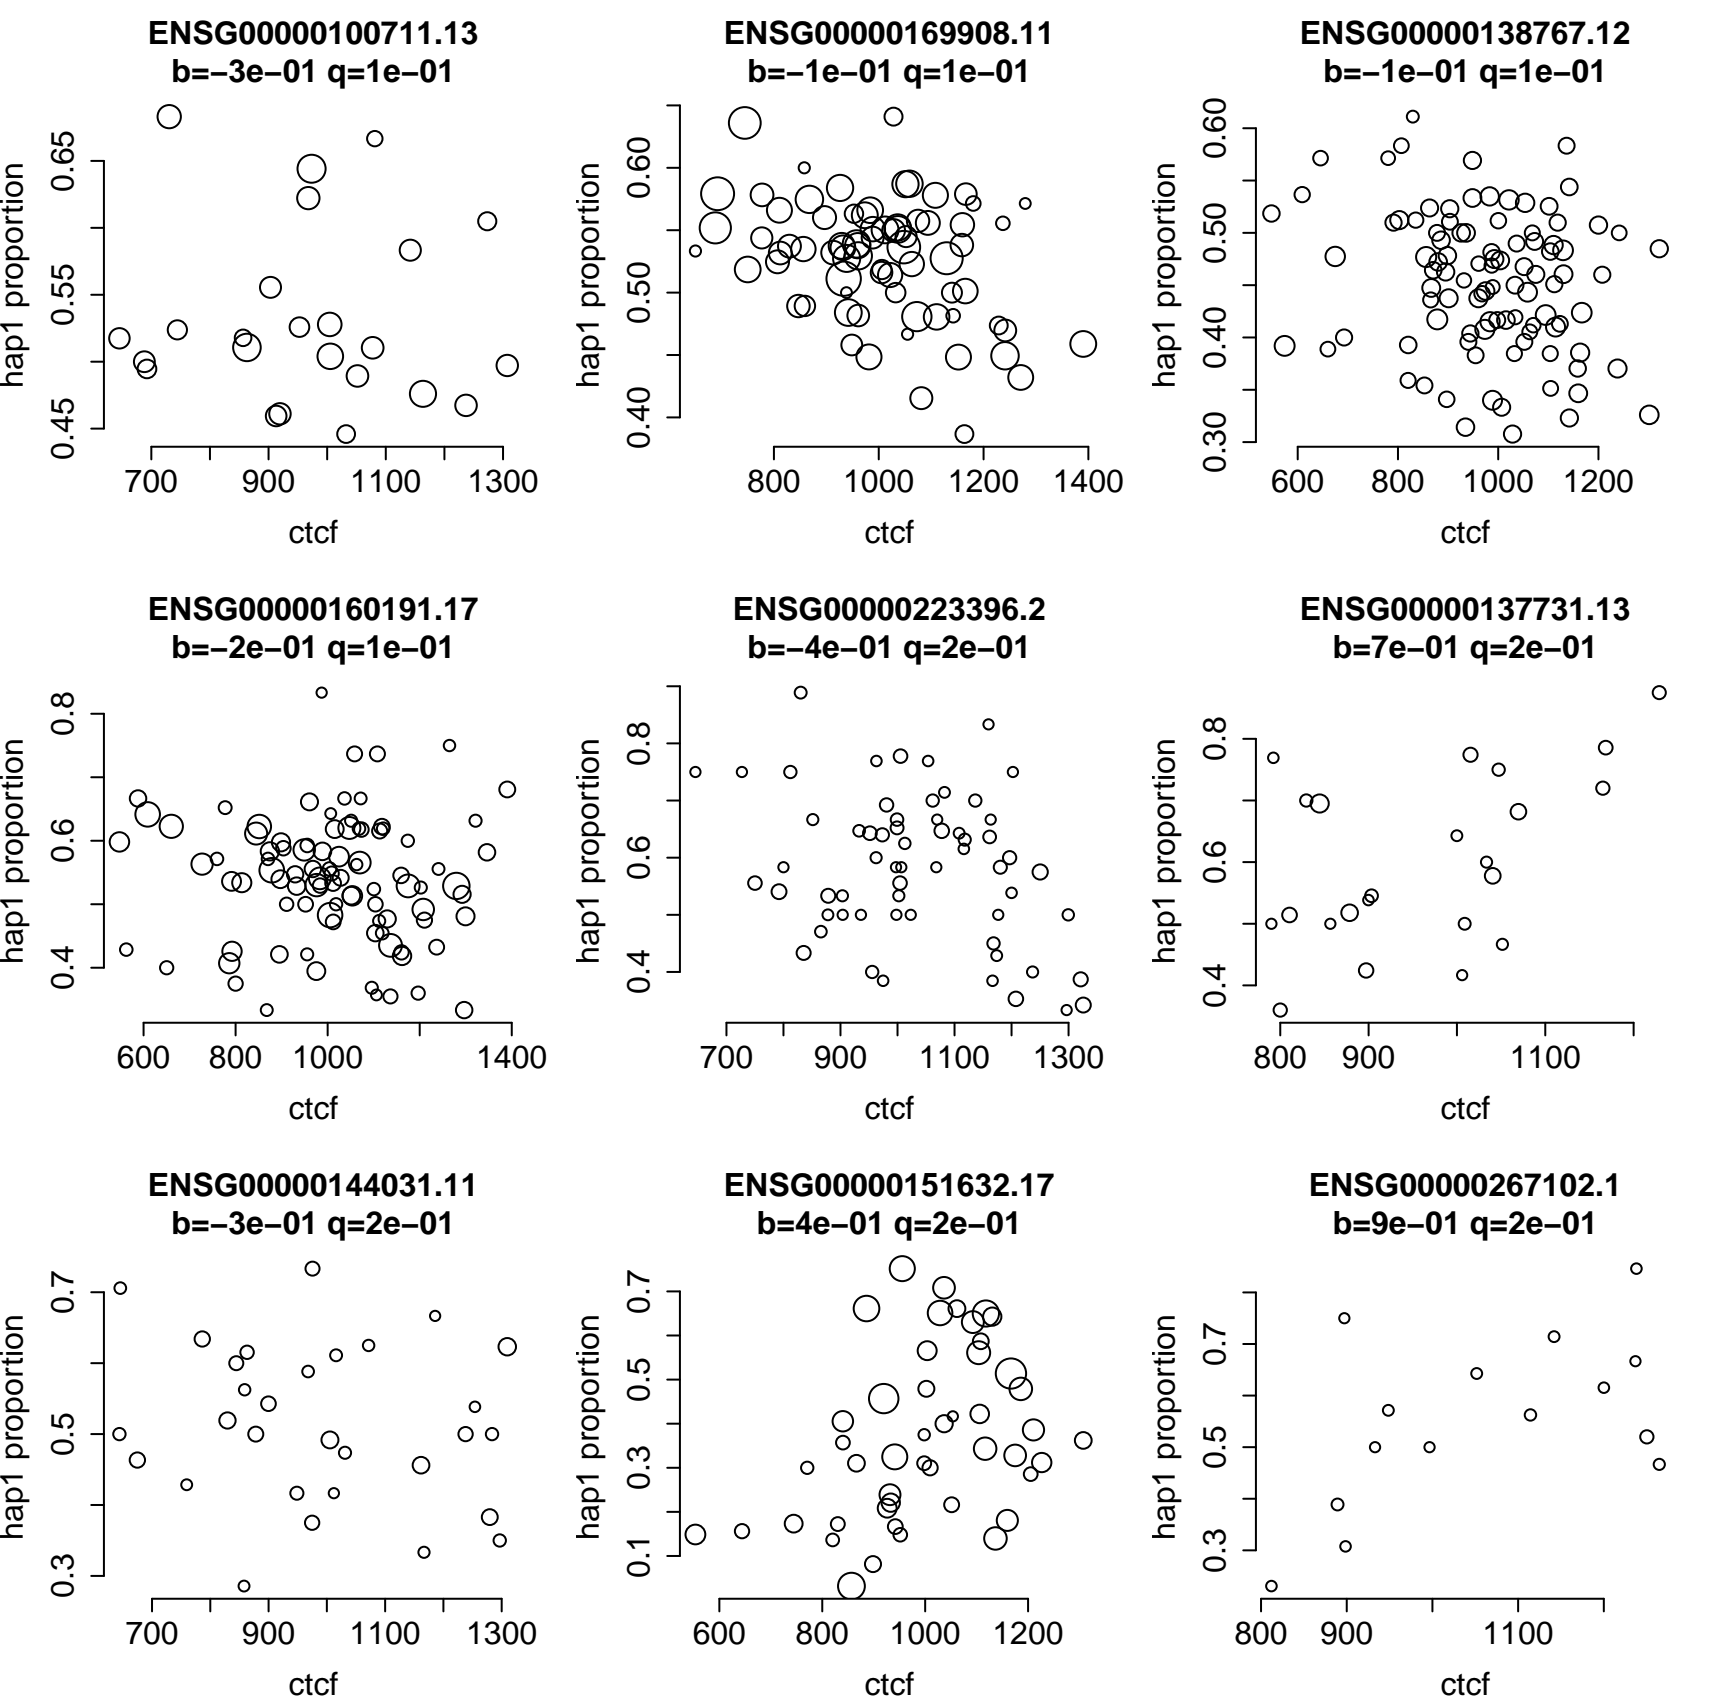 ENSG00000100711.13
b=−3e−01 q=1e−01
hap1 proportion
0.65
0.55
0.45
700 900 1100 1300
ctcf
ENSG00000169908.11
b=−1e−01 q=1e−01
hap1 proportion
0.60
0.50
0.40
800 1000 1200 1400
ctcf
ENSG00000138767.12
b=−1e−01 q=1e−01
hap1 proportion
0.60
0.50
0.40
0.30
600 800 1000 1200
ctcf
ENSG00000160191.17
b=−2e−01 q=1e−01
hap1 proportion
0.8
0.6
0.4
600 800 1000 1400
ctcf
ENSG00000223396.2
b=−4e−01 q=2e−01
hap1 proportion
0.8
0.6
0.4
700 900 1100 1300
ctcf
ENSG00000137731.13
b=7e−01 q=2e−01
hap1 proportion
0.8
0.6
0.4
800 900 1100
ctcf
ENSG00000144031.11
b=−3e−01 q=2e−01
hap1 proportion
0.7
0.5
0.3
700 900 1100 1300
ctcf
ENSG00000151632.17
b=4e−01 q=2e−01
hap1 proportion
0.7
0.5
0.3
0.1
600 800 1000 1200
ctcf
ENSG00000267102.1
b=9e−01 q=2e−01
hap1 proportion
0.7
0.5
0.3
800 900 1100
ctcf